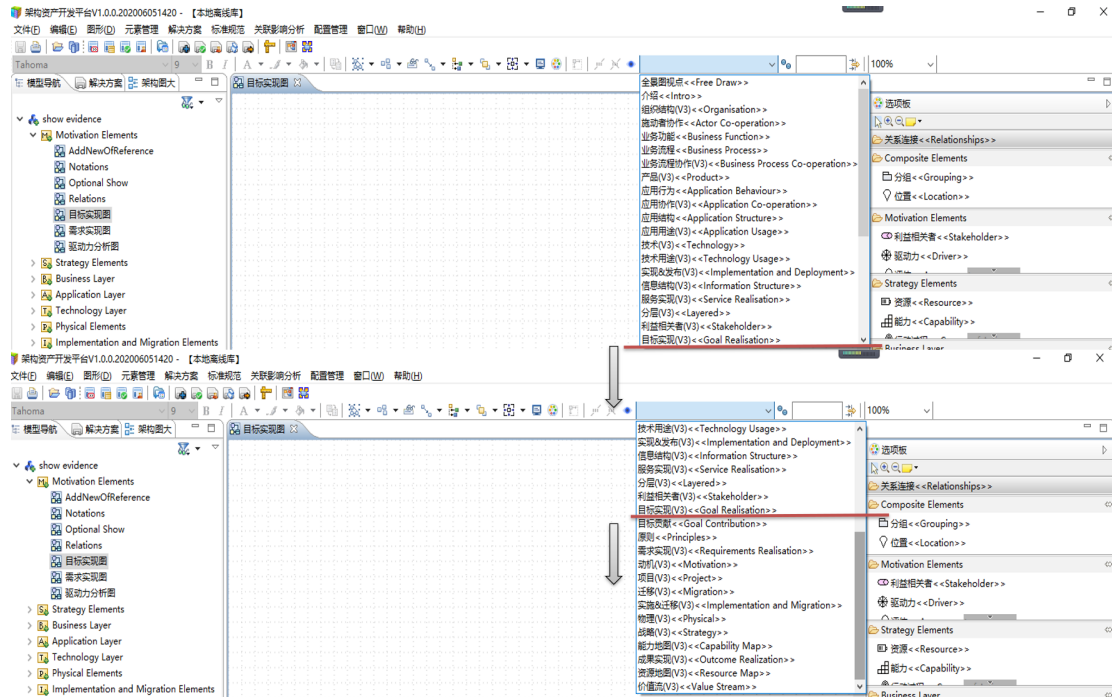 架构资产开发平台V1.0.0.202006051420 - 【本地离线库】
文件(F) 编辑(E) 图形(D) 元素管理 解决方案 标准规范 关联影响分析 配置管理 窗口(W) 帮助(H)
Tahoma 9 B I A 100%
模型导航 解决方案 架构图大 目标实现图
show evidence
Motivation Elements
AddNewOfReference
Notations
Optional Show
Relations
目标实现图
需求实现图
驱动力分析图
Strategy Elements
Business Layer
Application Layer
Technology Layer
Physical Elements
Implementation and Migration Elements
全景图视点<<Free Draw>>
介绍<<Intro>>
组织结构(V3)<<Organisation>>
施动者协作<<Actor Co-operation>>
业务功能<<Business Function>>
业务流程<<Business Process>>
业务流程协作(V3)<<Business Process Co-operation>>
产品(V3)<<Product>>
应用行为<<Application Behaviour>>
应用协作(V3)<<Application Co-operation>>
应用结构<<Application Structure>>
应用用途(V3)<<Application Usage>>
技术(V3)<<Technology>>
技术用途(V3)<<Technology Usage>>
实现&发布(V3)<<Implementation and Deployment>>
信息结构(V3)<<Information Structure>>
服务实现(V3)<<Service Realisation>>
分层(V3)<<Layered>>
利益相关者(V3)<<Stakeholder>>
目标实现(V3)<<Goal Realisation>>
选项板
关系连接<<Relationships>>
Composite Elements
分组<<Grouping>>
位置<<Location>>
Motivation Elements
利益相关者<<Stakeholder>>
驱动力<<Driver>>
Strategy Elements
资源<<Resource>>
能力<<Capability>>
Business Layer
架构资产开发平台V1.0.0.202006051420 - 【本地离线库】
文件(F) 编辑(E) 图形(D) 元素管理 解决方案 标准规范 关联影响分析 配置管理 窗口(W) 帮助(H)
Tahoma 9 B I A 100%
模型导航 解决方案 架构图大 目标实现图
show evidence
Motivation Elements
AddNewOfReference
Notations
Optional Show
Relations
目标实现图
需求实现图
驱动力分析图
Strategy Elements
Business Layer
Application Layer
Technology Layer
Physical Elements
Implementation and Migration Elements
技术用途(V3)<<Technology Usage>>
实现&发布(V3)<<Implementation and Deployment>>
信息结构(V3)<<Information Structure>>
服务实现(V3)<<Service Realisation>>
分层(V3)<<Layered>>
利益相关者(V3)<<Stakeholder>>
目标实现(V3)<<Goal Realisation>>
目标贡献<<Goal Contribution>>
原则<<Principles>>
需求实现(V3)<<Requirements Realisation>>
动机(V3)<<Motivation>>
项目(V3)<<Project>>
迁移(V3)<<Migration>>
实施&迁移(V3)<<Implementation and Migration>>
物理(V3)<<Physical>>
战略(V3)<<Strategy>>
能力地图(V3)<<Capability Map>>
成果实现(V3)<<Outcome Realization>>
资源地图(V3)<<Resource Map>>
价值流(V3)<<Value Stream>>
选项板
关系连接<<Relationships>>
Composite Elements
分组<<Grouping>>
位置<<Location>>
Motivation Elements
利益相关者<<Stakeholder>>
驱动力<<Driver>>
Strategy Elements
资源<<Resource>>
能力<<Capability>>
Business Layer